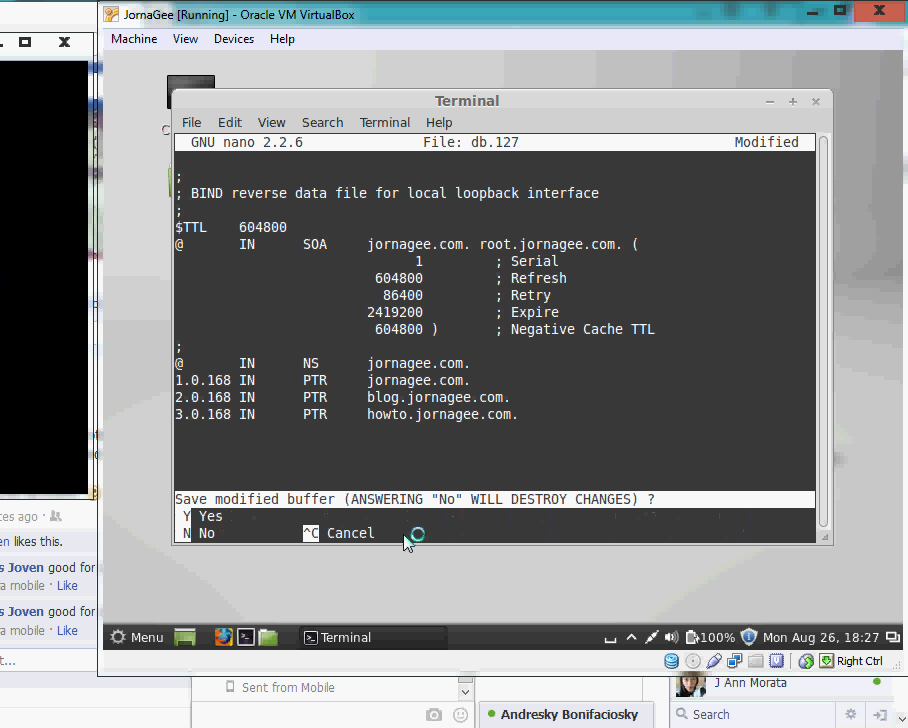 JornaGee [Running] - Oracle VM VirtualBox
Machine View Devices Help
Terminal
File Edit View Search Terminal Help
GNU nano 2.2.6 File: db.127 Modified
;
; BIND reverse data file for local loopback interface
;
$TTL 604800
@ IN SOA jornagee.com. root.jornagee.com. (
1 ; Serial
604800 ; Refresh
86400 ; Retry
2419200 ; Expire
604800 ) ; Negative Cache TTL
;
@ IN NS jornagee.com.
1.0.168 IN PTR jornagee.com.
2.0.168 IN PTR blog.jornagee.com.
3.0.168 IN PTR howto.jornagee.com.
Save modified buffer (ANSWERING "No" WILL DESTROY CHANGES) ?
Y Yes
N No ^C Cancel
ago
likes this.
Joven good for
mobile · Like
Joven good for
mobile · Like
Menu Terminal 100% Mon Aug 26, 18:27
Right Ctrl
Sent from Mobile
J Ann Morata
Andresky Bonifaciosky
Search